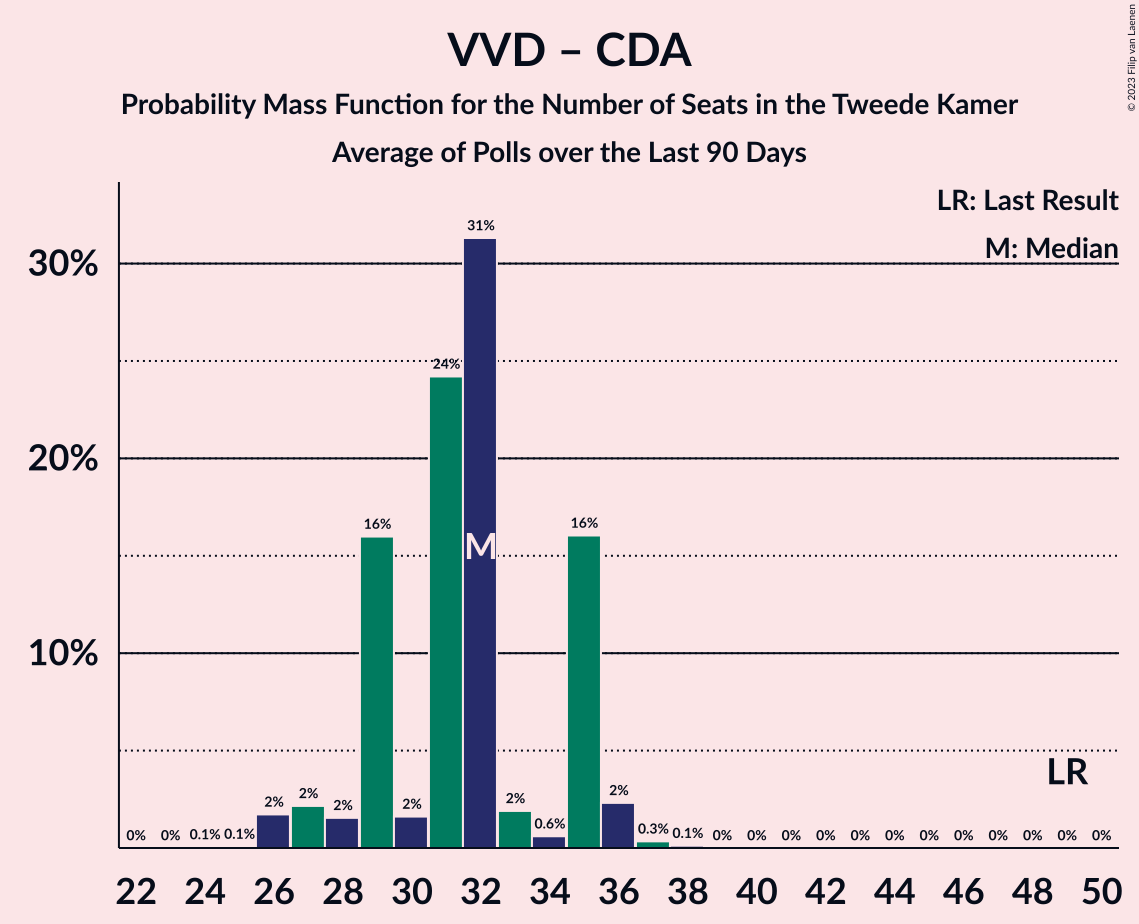 VVD – CDA
Probability Mass Function for the Number of Seats in the Tweede Kamer
Average of Polls over the Last 90 Days
© 2023 Filip van Laenen
LR: Last Result
M: Median
30%
20%
10%
0% 0% 0.1% 0.1% 2% 2% 2% 16% 2% 24% 31% 2% 0.6% 16% 2% 0.3% 0.1% 0% 0% 0% 0% 0% 0% 0% 0% 0% 0% 0% 0%
M
LR
22 24 26 28 30 32 34 36 38 40 42 44 46 48 50